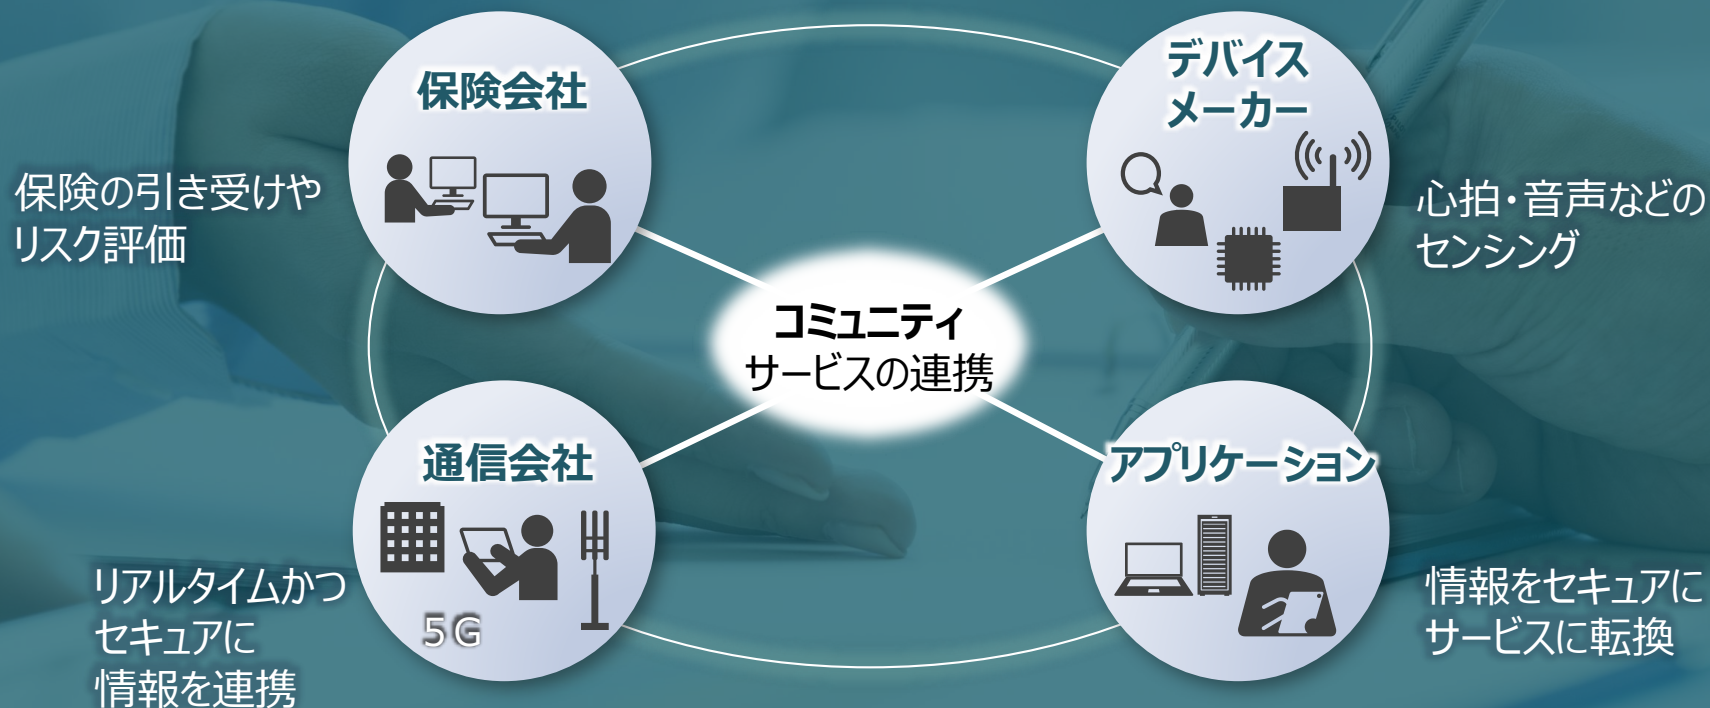 保険会社
保険の引き受けや
リスク評価
デバイス
メーカー
心拍・音声などの
センシング
コミュニティ
サービスの連携
通信会社
5G
リアルタイムかつ
セキュアに
情報を連携
アプリケーション
情報をセキュアに
サービスに転換